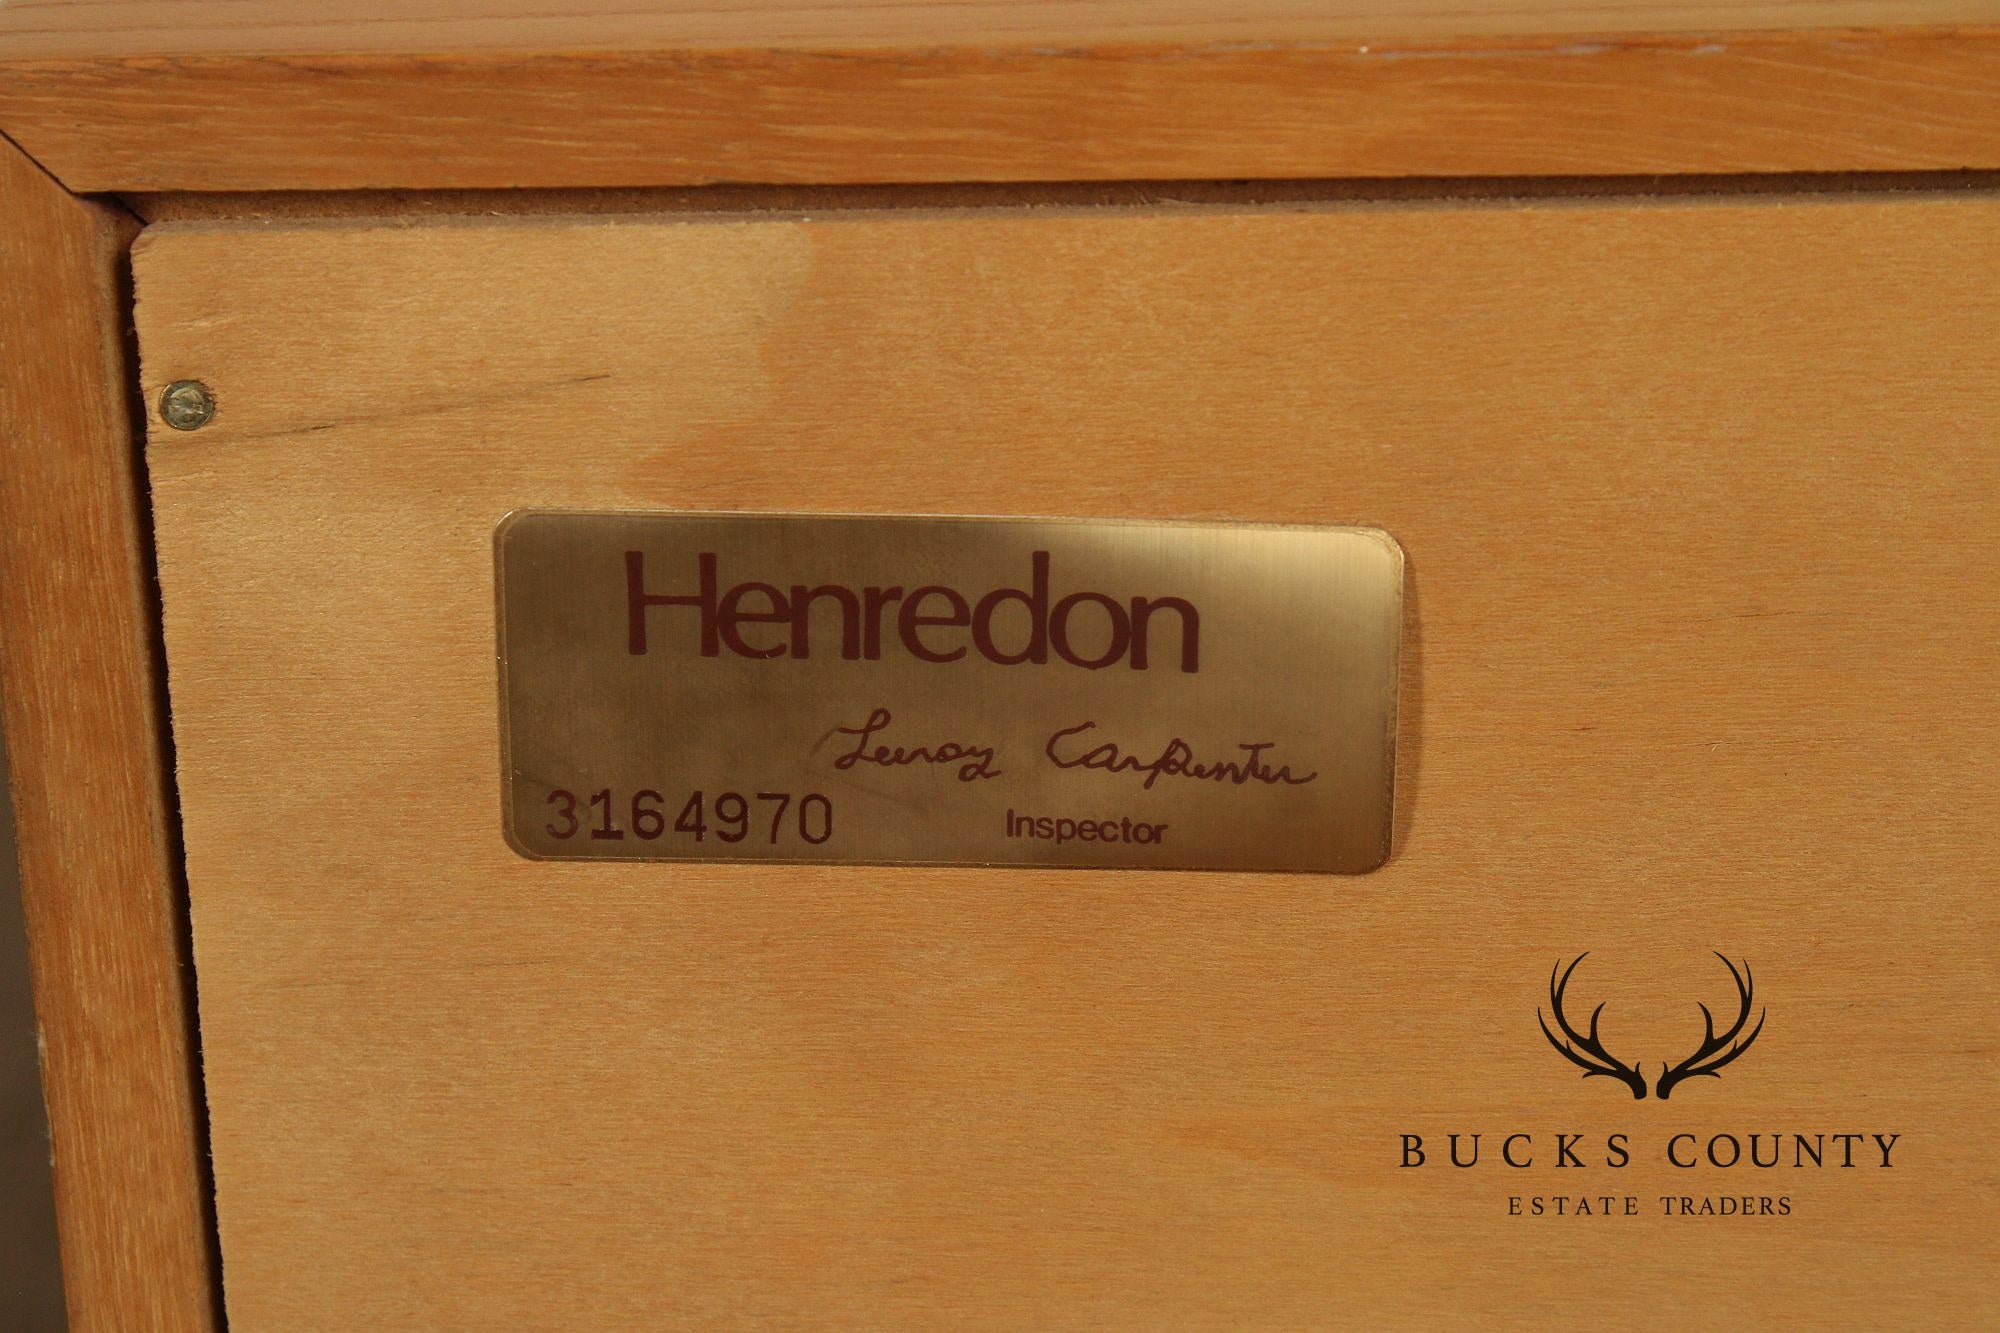 Henredon
Leroy Carpenter
3164970
Inspector
BUCKS COUNTY
ESTATE TRADERS